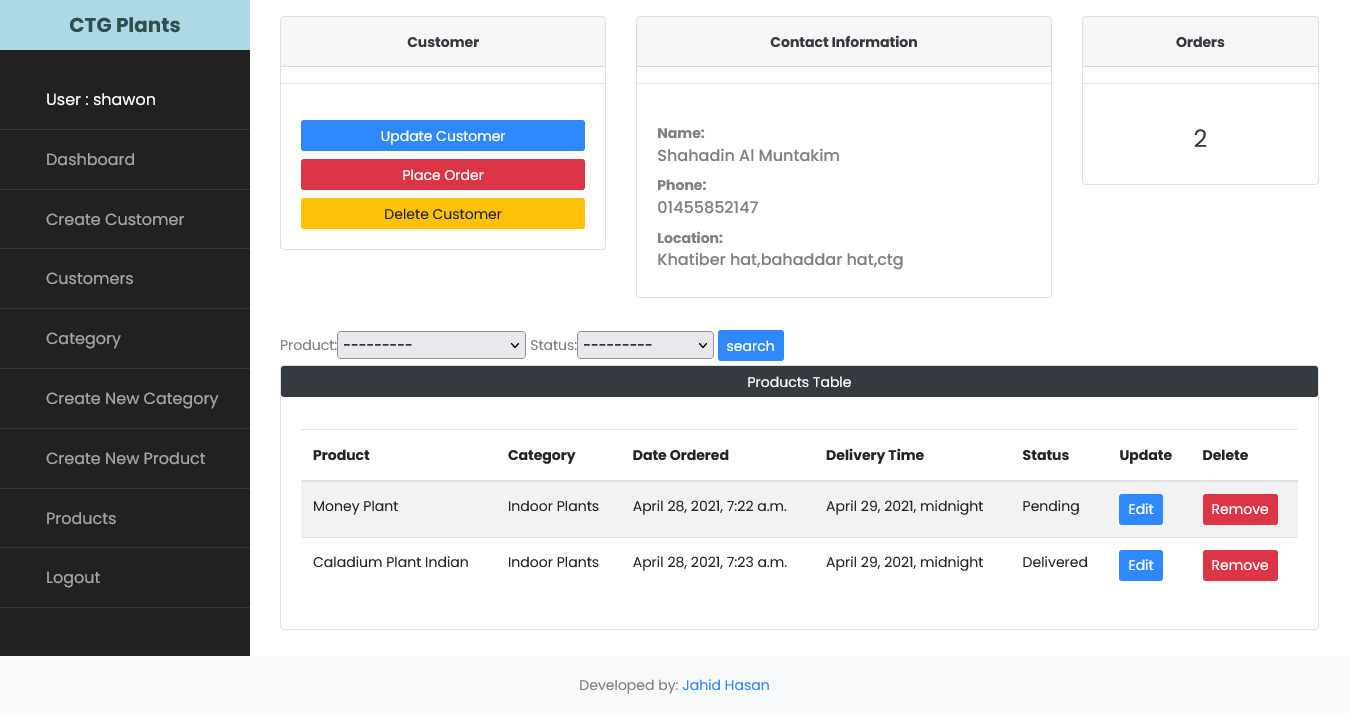 CTG Plants
User : shawon
Dashboard
Create Customer
Customers
Category
Create New Category
Create New Product
Products
Logout
Customer
Update Customer
Place Order
Delete Customer
Contact Information
Name:
Shahadin Al Muntakim
Phone:
01455852147
Location:
Khatiber hat,bahaddar hat,ctg
Orders
2
Product: --------- Status: --------- search
Products Table
Product Category Date Ordered Delivery Time Status Update Delete
Money Plant Indoor Plants April 28, 2021, 7:22 a.m. April 29, 2021, midnight Pending Edit Remove
Caladium Plant Indian Indoor Plants April 28, 2021, 7:23 a.m. April 29, 2021, midnight Delivered Edit Remove
Developed by: Jahid Hasan